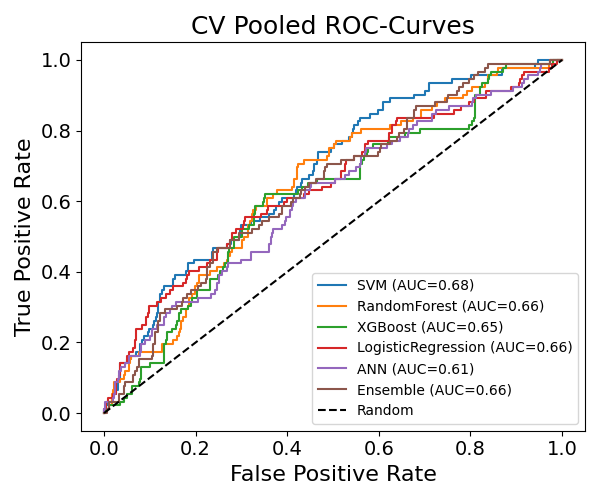 CV Pooled ROC-Curves
True Positive Rate
1.0
0.8
0.6
0.4
0.2
0.0
SVM (AUC=0.68)
RandomForest (AUC=0.66)
XGBoost (AUC=0.65)
LogisticRegression (AUC=0.66)
ANN (AUC=0.61)
Ensemble (AUC=0.66)
Random
0.0 0.2 0.4 0.6 0.8 1.0
False Positive Rate